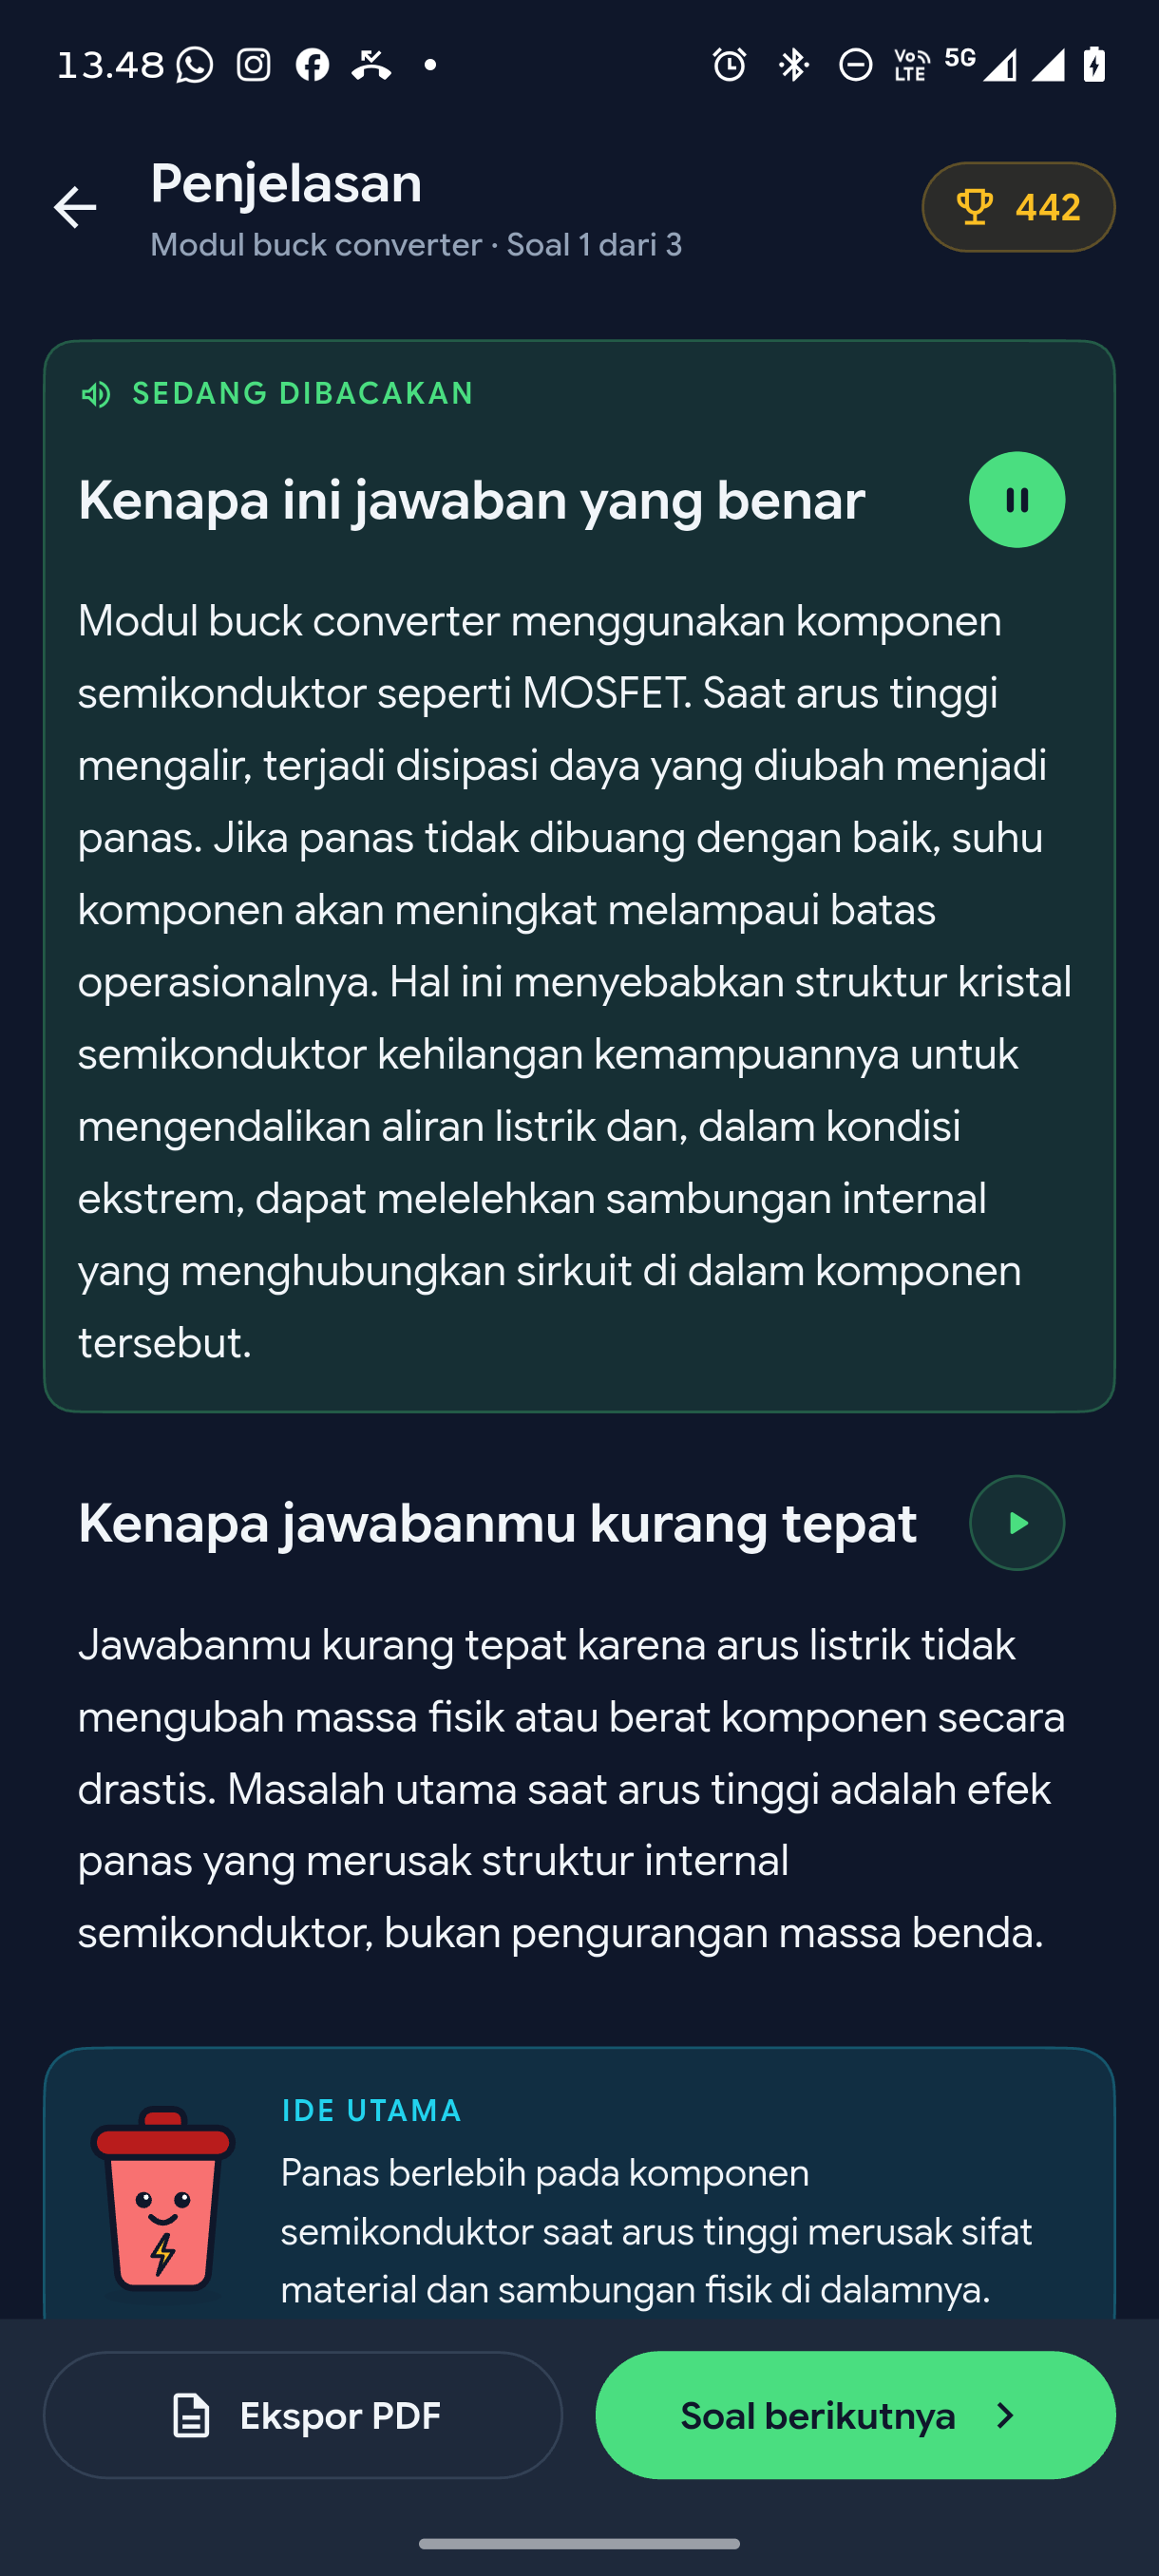 13.48
VoLTE 5G
Penjelasan
Modul buck converter · Soal 1 dari 3
442
SEDANG DIBACAKAN
Kenapa ini jawaban yang benar
Modul buck converter menggunakan komponen
semikonduktor seperti MOSFET. Saat arus tinggi
mengalir, terjadi disipasi daya yang diubah menjadi
panas. Jika panas tidak dibuang dengan baik, suhu
komponen akan meningkat melampaui batas
operasionalnya. Hal ini menyebabkan struktur kristal
semikonduktor kehilangan kemampuannya untuk
mengendalikan aliran listrik dan, dalam kondisi
ekstrem, dapat melelehkan sambungan internal
yang menghubungkan sirkuit di dalam komponen
tersebut.
Kenapa jawabanmu kurang tepat
Jawabanmu kurang tepat karena arus listrik tidak
mengubah massa fisik atau berat komponen secara
drastis. Masalah utama saat arus tinggi adalah efek
panas yang merusak struktur internal
semikonduktor, bukan pengurangan massa benda.
IDE UTAMA
Panas berlebih pada komponen
semikonduktor saat arus tinggi merusak sifat
material dan sambungan fisik di dalamnya.
Ekspor PDF
Soal berikutnya